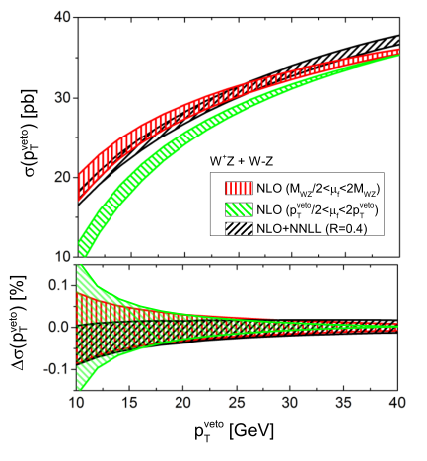 40
30
20
10
σ(p_T^veto) [pb]
W⁺Z + W-Z
NLO (M_WZ/2<μ_f<2M_WZ)
NLO (p_T^veto/2<μ_f<2p_T^veto)
NLO+NNLL (R=0.4)
0.1
0.0
-0.1
Δσ(p_T^veto) [%]
10 15 20 25 30 35 40
p_T^veto [GeV]